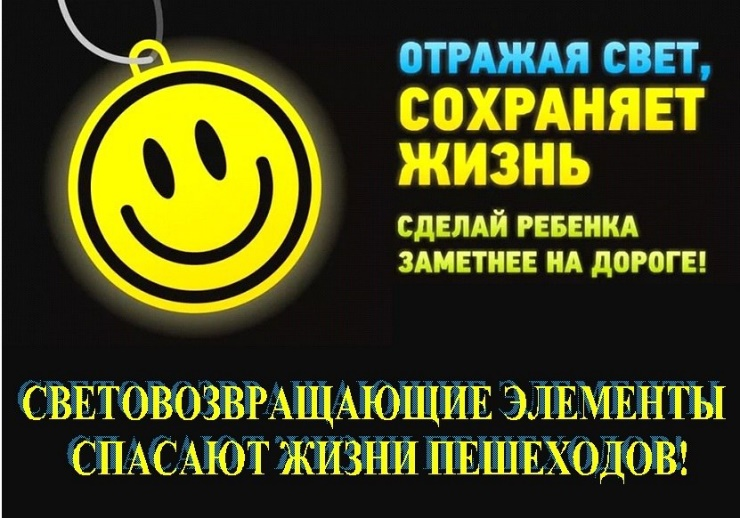 ОТРАЖАЯ СВЕТ,
СОХРАНЯЕТ
ЖИЗНЬ
СДЕЛАЙ РЕБЕНКА
ЗАМЕТНЕЕ НА ДОРОГЕ!
СВЕТОВОЗВРАЩАЮЩИЕ ЭЛЕМЕНТЫ
СПАСАЮТ ЖИЗНИ ПЕШЕХОДОВ!